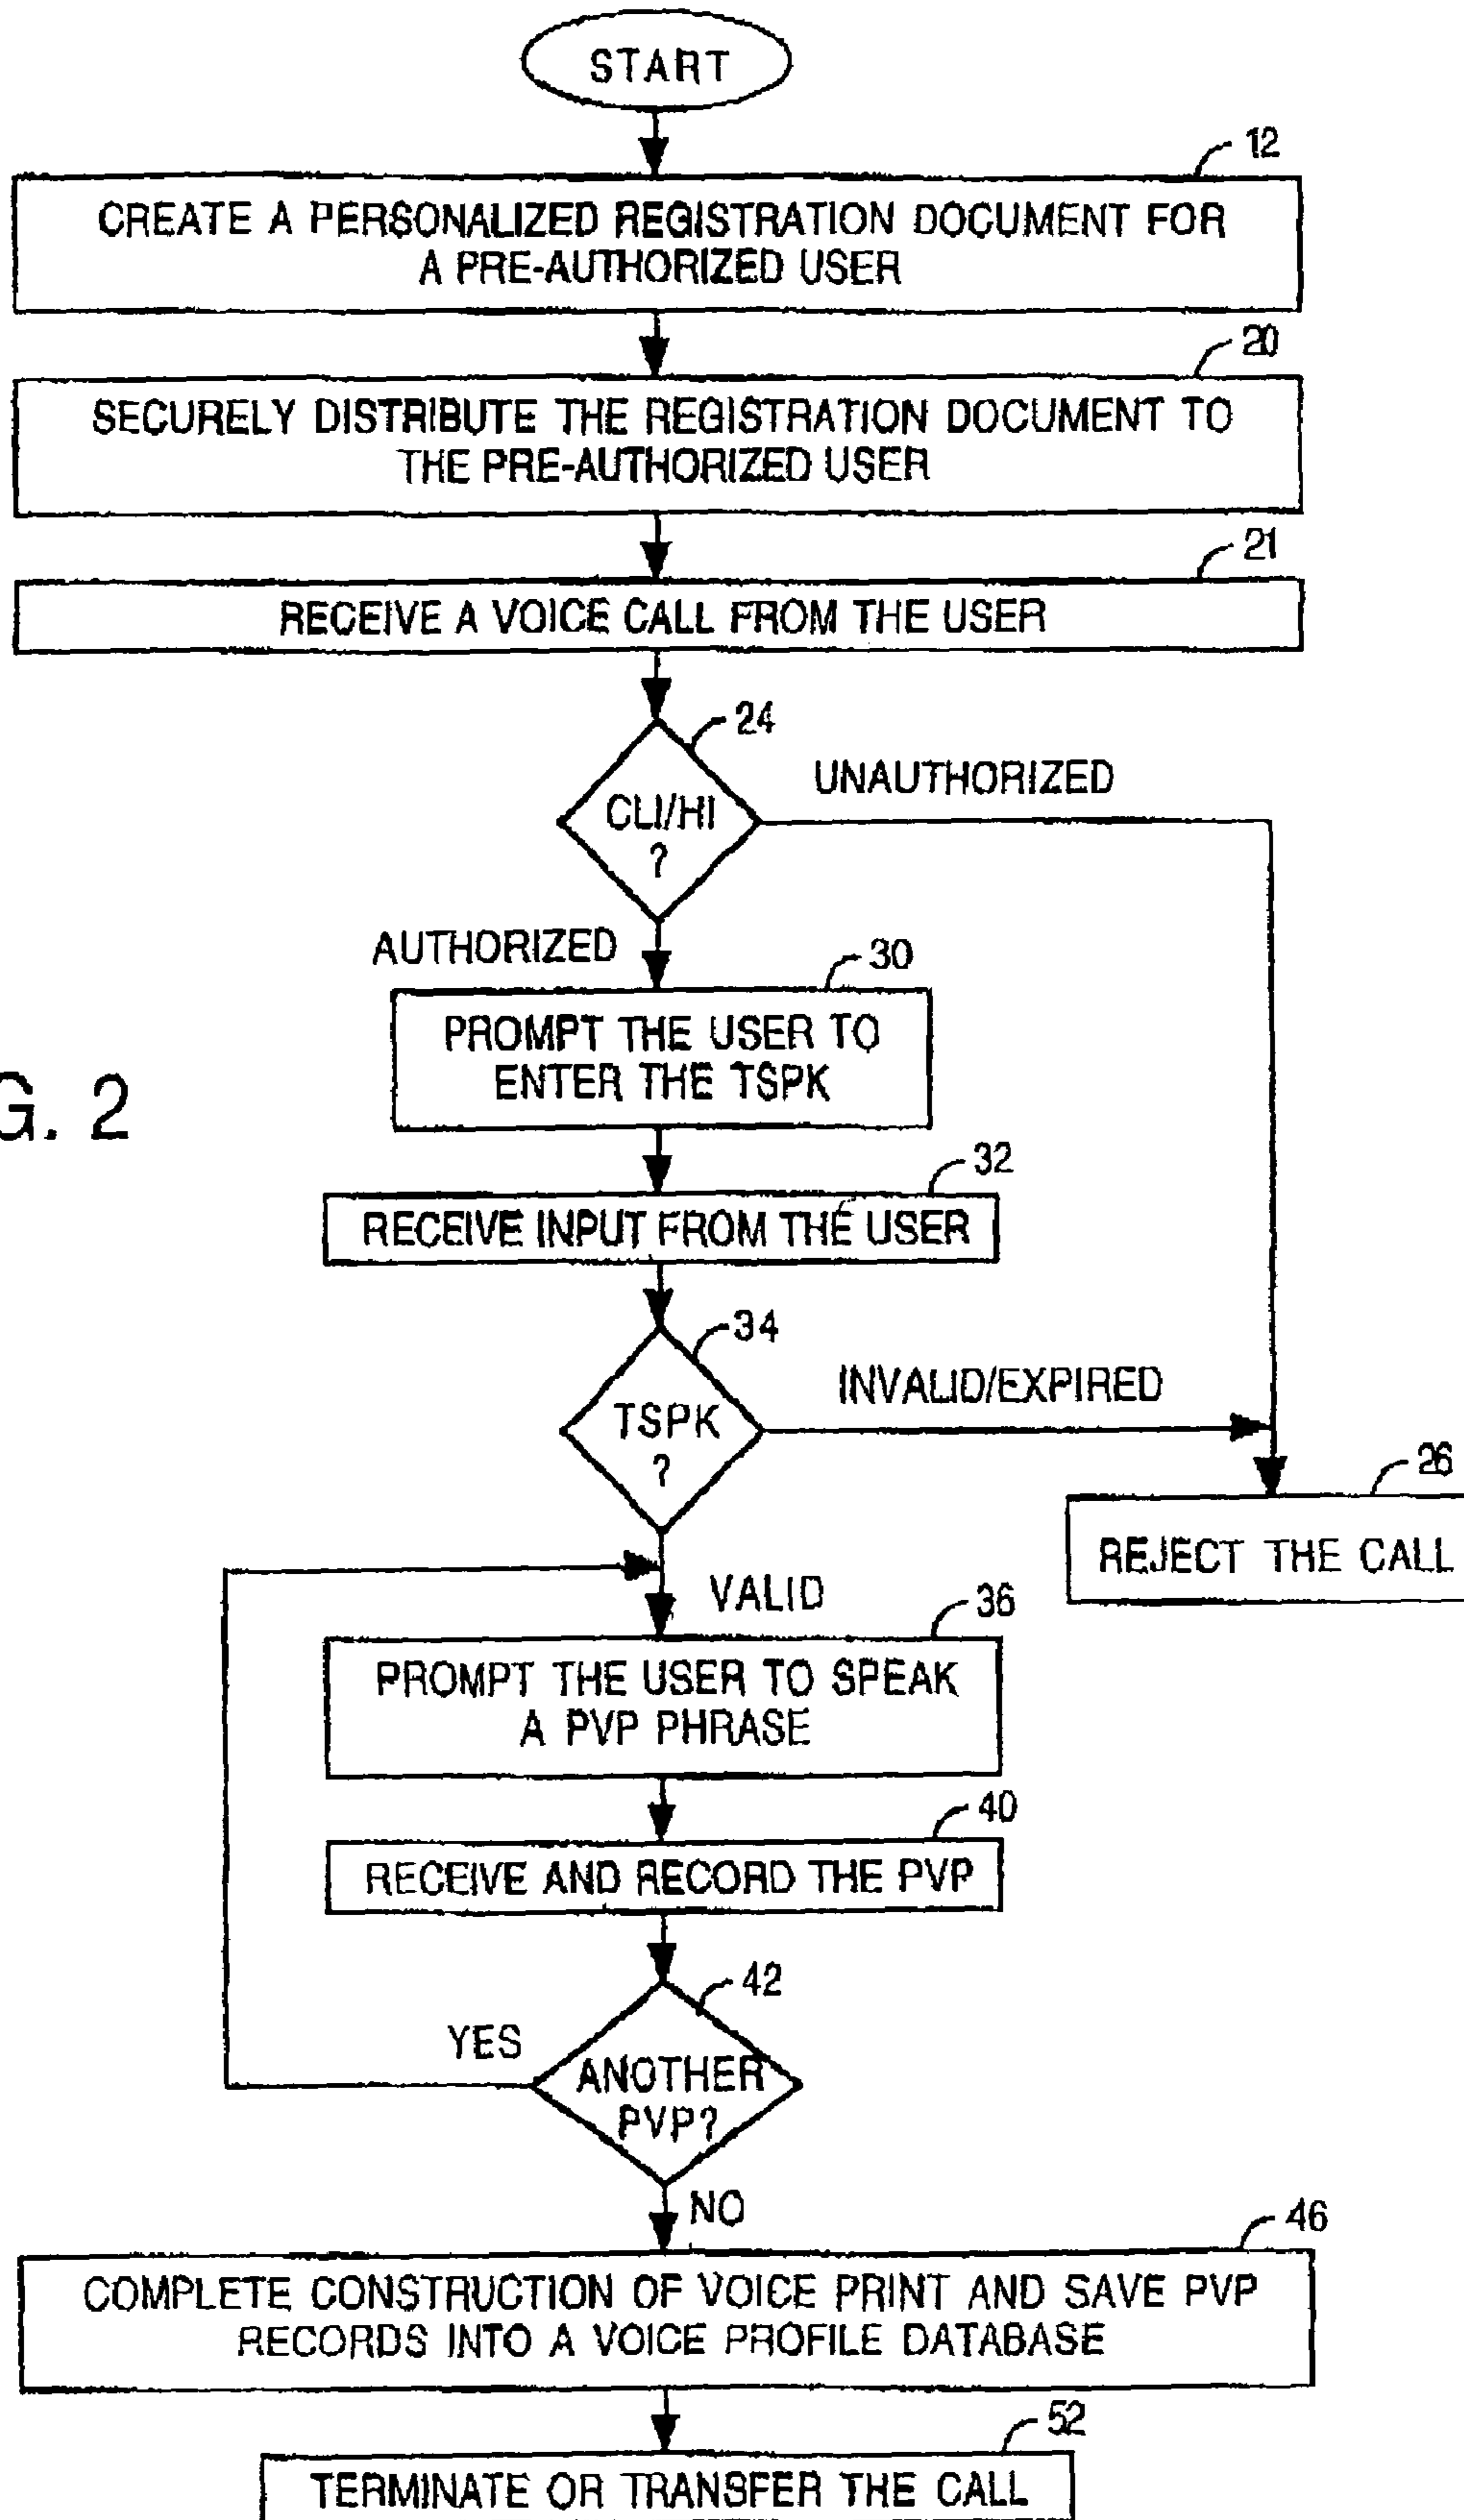 START
12
CREATE A PERSONALIZED REGISTRATION DOCUMENT FOR
A PRE-AUTHORIZED USER
20
SECURELY DISTRIBUTE THE REGISTRATION DOCUMENT TO
THE PRE-AUTHORIZED USER
21
RECEIVE A VOICE CALL FROM THE USER
24
CLI/HI
?
UNAUTHORIZED
AUTHORIZED
30
PROMPT THE USER TO
ENTER THE TSPK
G. 2
32
RECEIVE INPUT FROM THE USER
34
TSPK
?
INVALID/EXPIRED
26
REJECT THE CALL
VALID
36
PROMPT THE USER TO SPEAK
A PVP PHRASE
40
RECEIVE AND RECORD THE PVP
42
ANOTHER
PVP?
YES
NO
46
COMPLETE CONSTRUCTION OF VOICE PRINT AND SAVE PVP
RECORDS INTO A VOICE PROFILE DATABASE
52
TERMINATE OR TRANSFER THE CALL